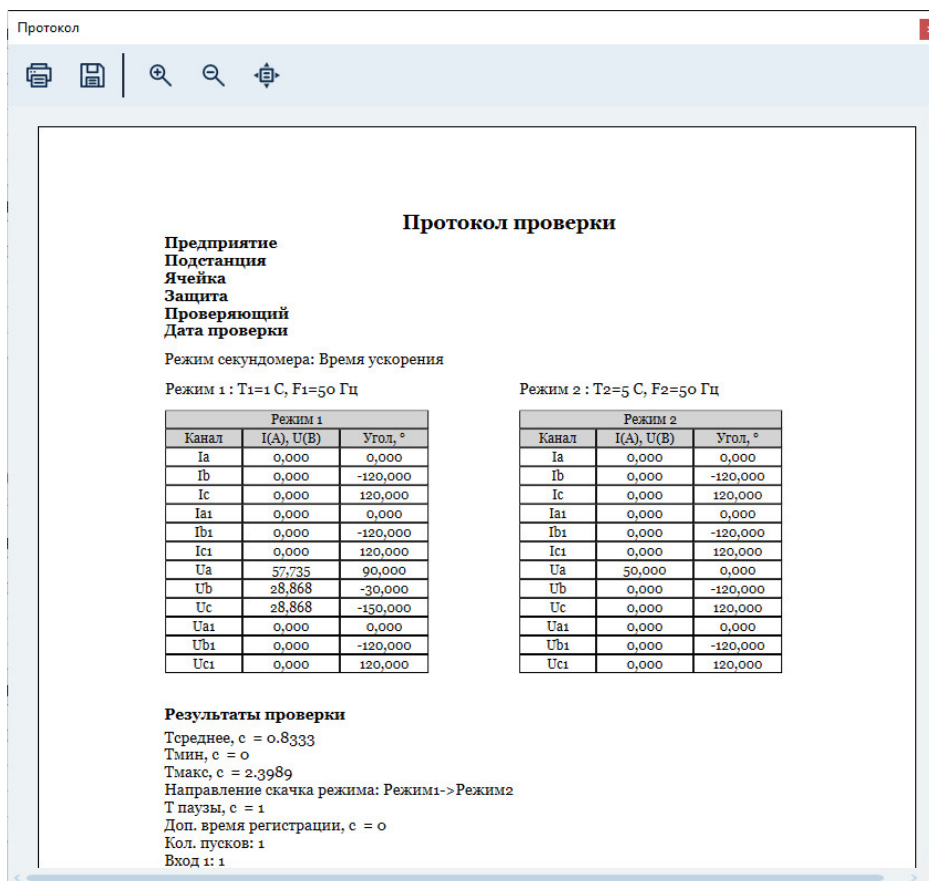 Протокол
Протокол проверки
Предприятие
Подстанция
Ячейка
Защита
Проверяющий
Дата проверки
Режим секундомера: Время ускорения
Режим 1 : T1=1 С, F1=50 Гц
Режим 2 : T2=5 С, F2=50 Гц
Режим 1
Канал I(A), U(B) Угол, °
Ia 0,000 0,000
Ib 0,000 -120,000
Ic 0,000 120,000
Ia1 0,000 0,000
Ib1 0,000 -120,000
Ic1 0,000 120,000
Ua 57,735 90,000
Ub 28,868 -30,000
Uc 28,868 -150,000
Ua1 0,000 0,000
Ub1 0,000 -120,000
Uc1 0,000 120,000
Режим 2
Канал I(A), U(B) Угол, °
Ia 0,000 0,000
Ib 0,000 -120,000
Ic 0,000 120,000
Ia1 0,000 0,000
Ib1 0,000 -120,000
Ic1 0,000 120,000
Ua 50,000 0,000
Ub 0,000 -120,000
Uc 0,000 120,000
Ua1 0,000 0,000
Ub1 0,000 -120,000
Uc1 0,000 120,000
Результаты проверки
Тсреднее, с = 0.8333
Тмин, с = 0
Тмакс, с = 2.3989
Направление скачка режима: Режим1->Режим2
Т паузы, с = 1
Доп. время регистрации, с = 0
Кол. пусков: 1
Вход 1: 1